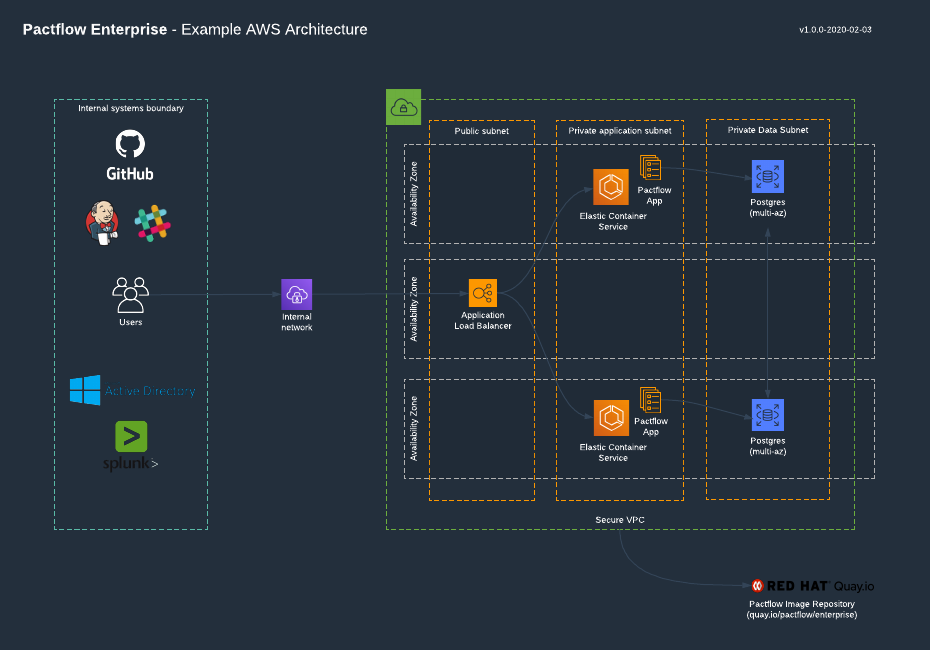 Pactflow Enterprise - Example AWS Architecture
v1.0.0-2020-02-03
Internal systems boundary
GitHub
Users
Active Directory
splunk>
Internal
network
Public subnet
Private application subnet
Private Data Subnet
Availability Zone
Elastic Container
Service
Pactflow
App
Postgres
(multi-az)
Availability Zone
Application
Load Balancer
Availability Zone
Elastic Container
Service
Pactflow
App
Postgres
(multi-az)
Secure VPC
RED HAT Quay.io
Pactflow Image Repository
(quay.io/pactflow/enterprise)